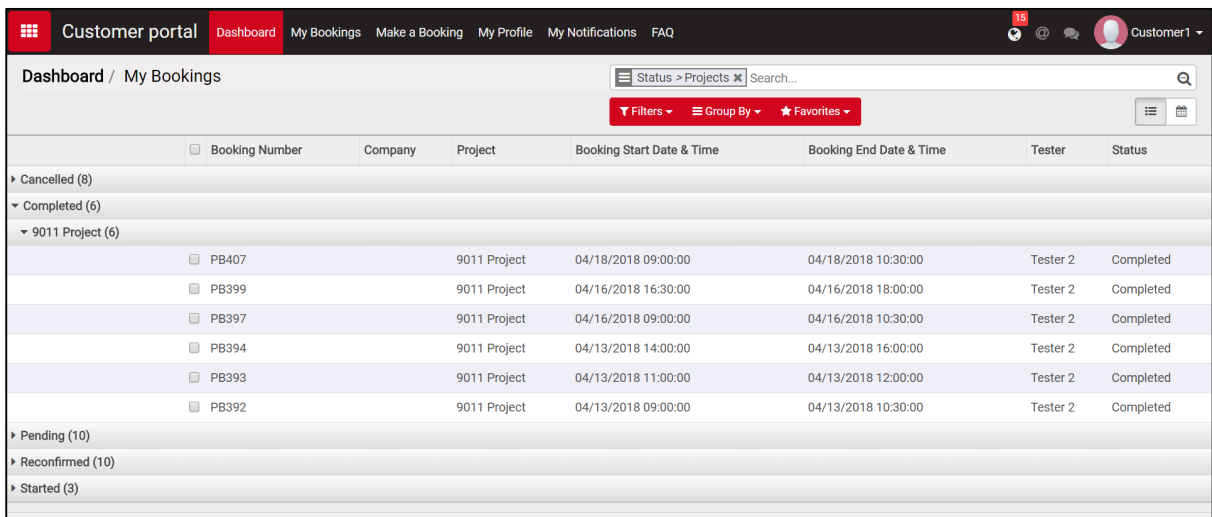 15
Customer portal Dashboard My Bookings Make a Booking My Profile My Notifications FAQ @ Customer1
Dashboard / My Bookings Status > Projects Search...
Filters Group By Favorites
Booking Number Company Project Booking Start Date & Time Booking End Date & Time Tester Status
Cancelled (8)
Completed (6)
9011 Project (6)
PB407 9011 Project 04/18/2018 09:00:00 04/18/2018 10:30:00 Tester 2 Completed
PB399 9011 Project 04/16/2018 16:30:00 04/16/2018 18:00:00 Tester 2 Completed
PB397 9011 Project 04/16/2018 09:00:00 04/16/2018 10:30:00 Tester 2 Completed
PB394 9011 Project 04/13/2018 14:00:00 04/13/2018 16:00:00 Tester 2 Completed
PB393 9011 Project 04/13/2018 11:00:00 04/13/2018 12:00:00 Tester 2 Completed
PB392 9011 Project 04/13/2018 09:00:00 04/13/2018 10:30:00 Tester 2 Completed
Pending (10)
Reconfirmed (10)
Started (3)